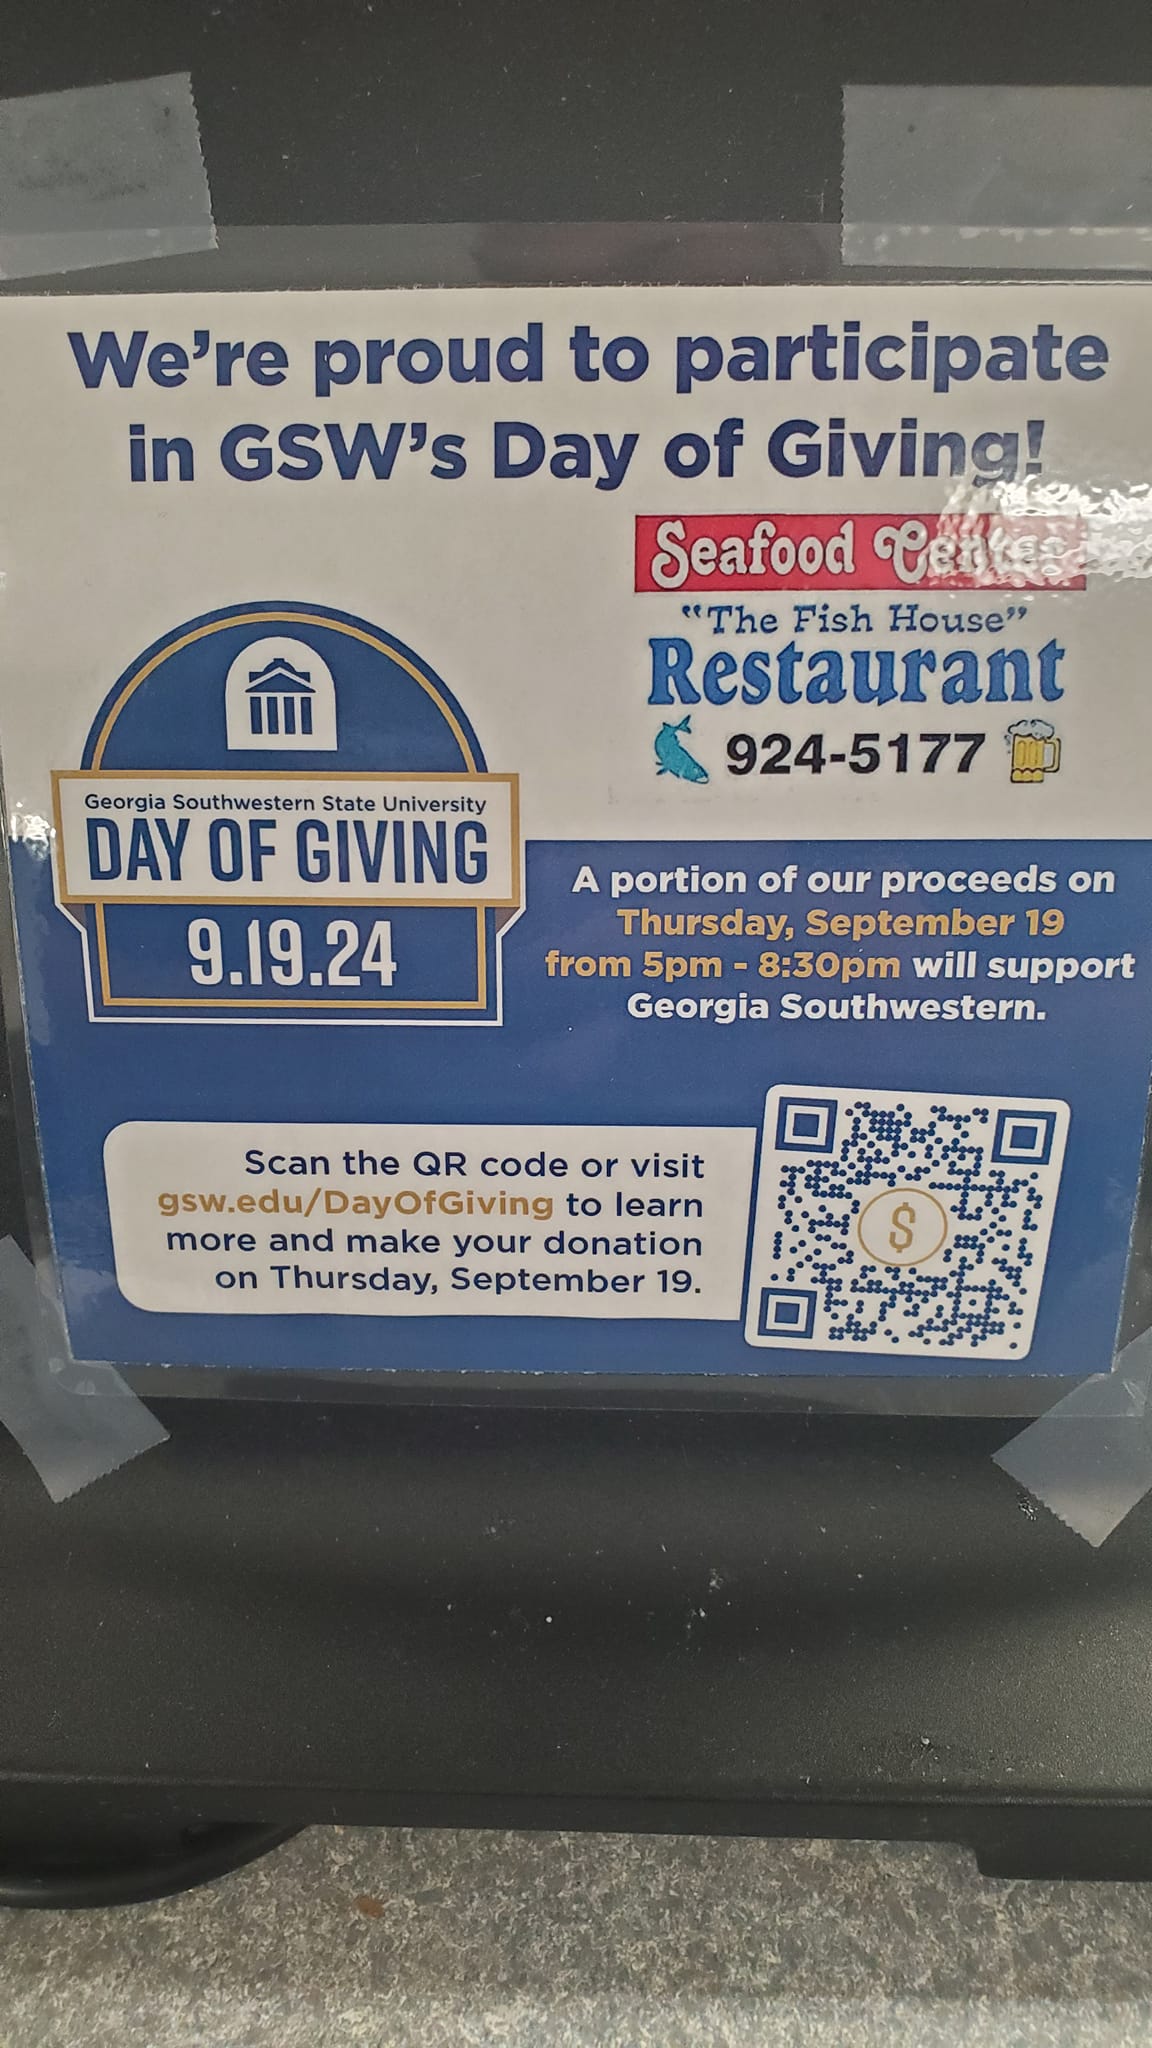 We're proud to participate
in GSW's Day of Giving!
Seafood Center
"The Fish House"
Restaurant
924-5177
Georgia Southwestern State University
DAY OF GIVING
9.19.24
A portion of our proceeds on
Thursday, September 19
from 5pm - 8:30pm will support
Georgia Southwestern.
Scan the QR code or visit
gsw.edu/DayOfGiving to learn
more and make your donation
on Thursday, September 19.
$